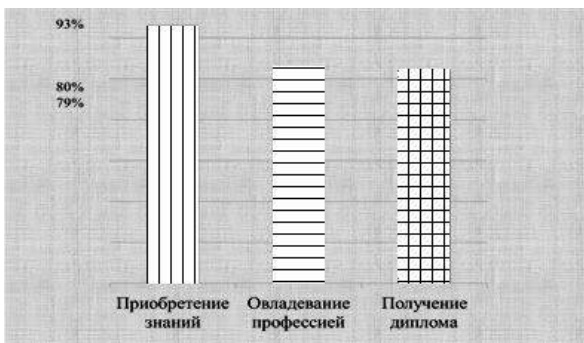 93%
80%
79%
Приобретение
знаний
Овладевание
профессией
Получение
диплома